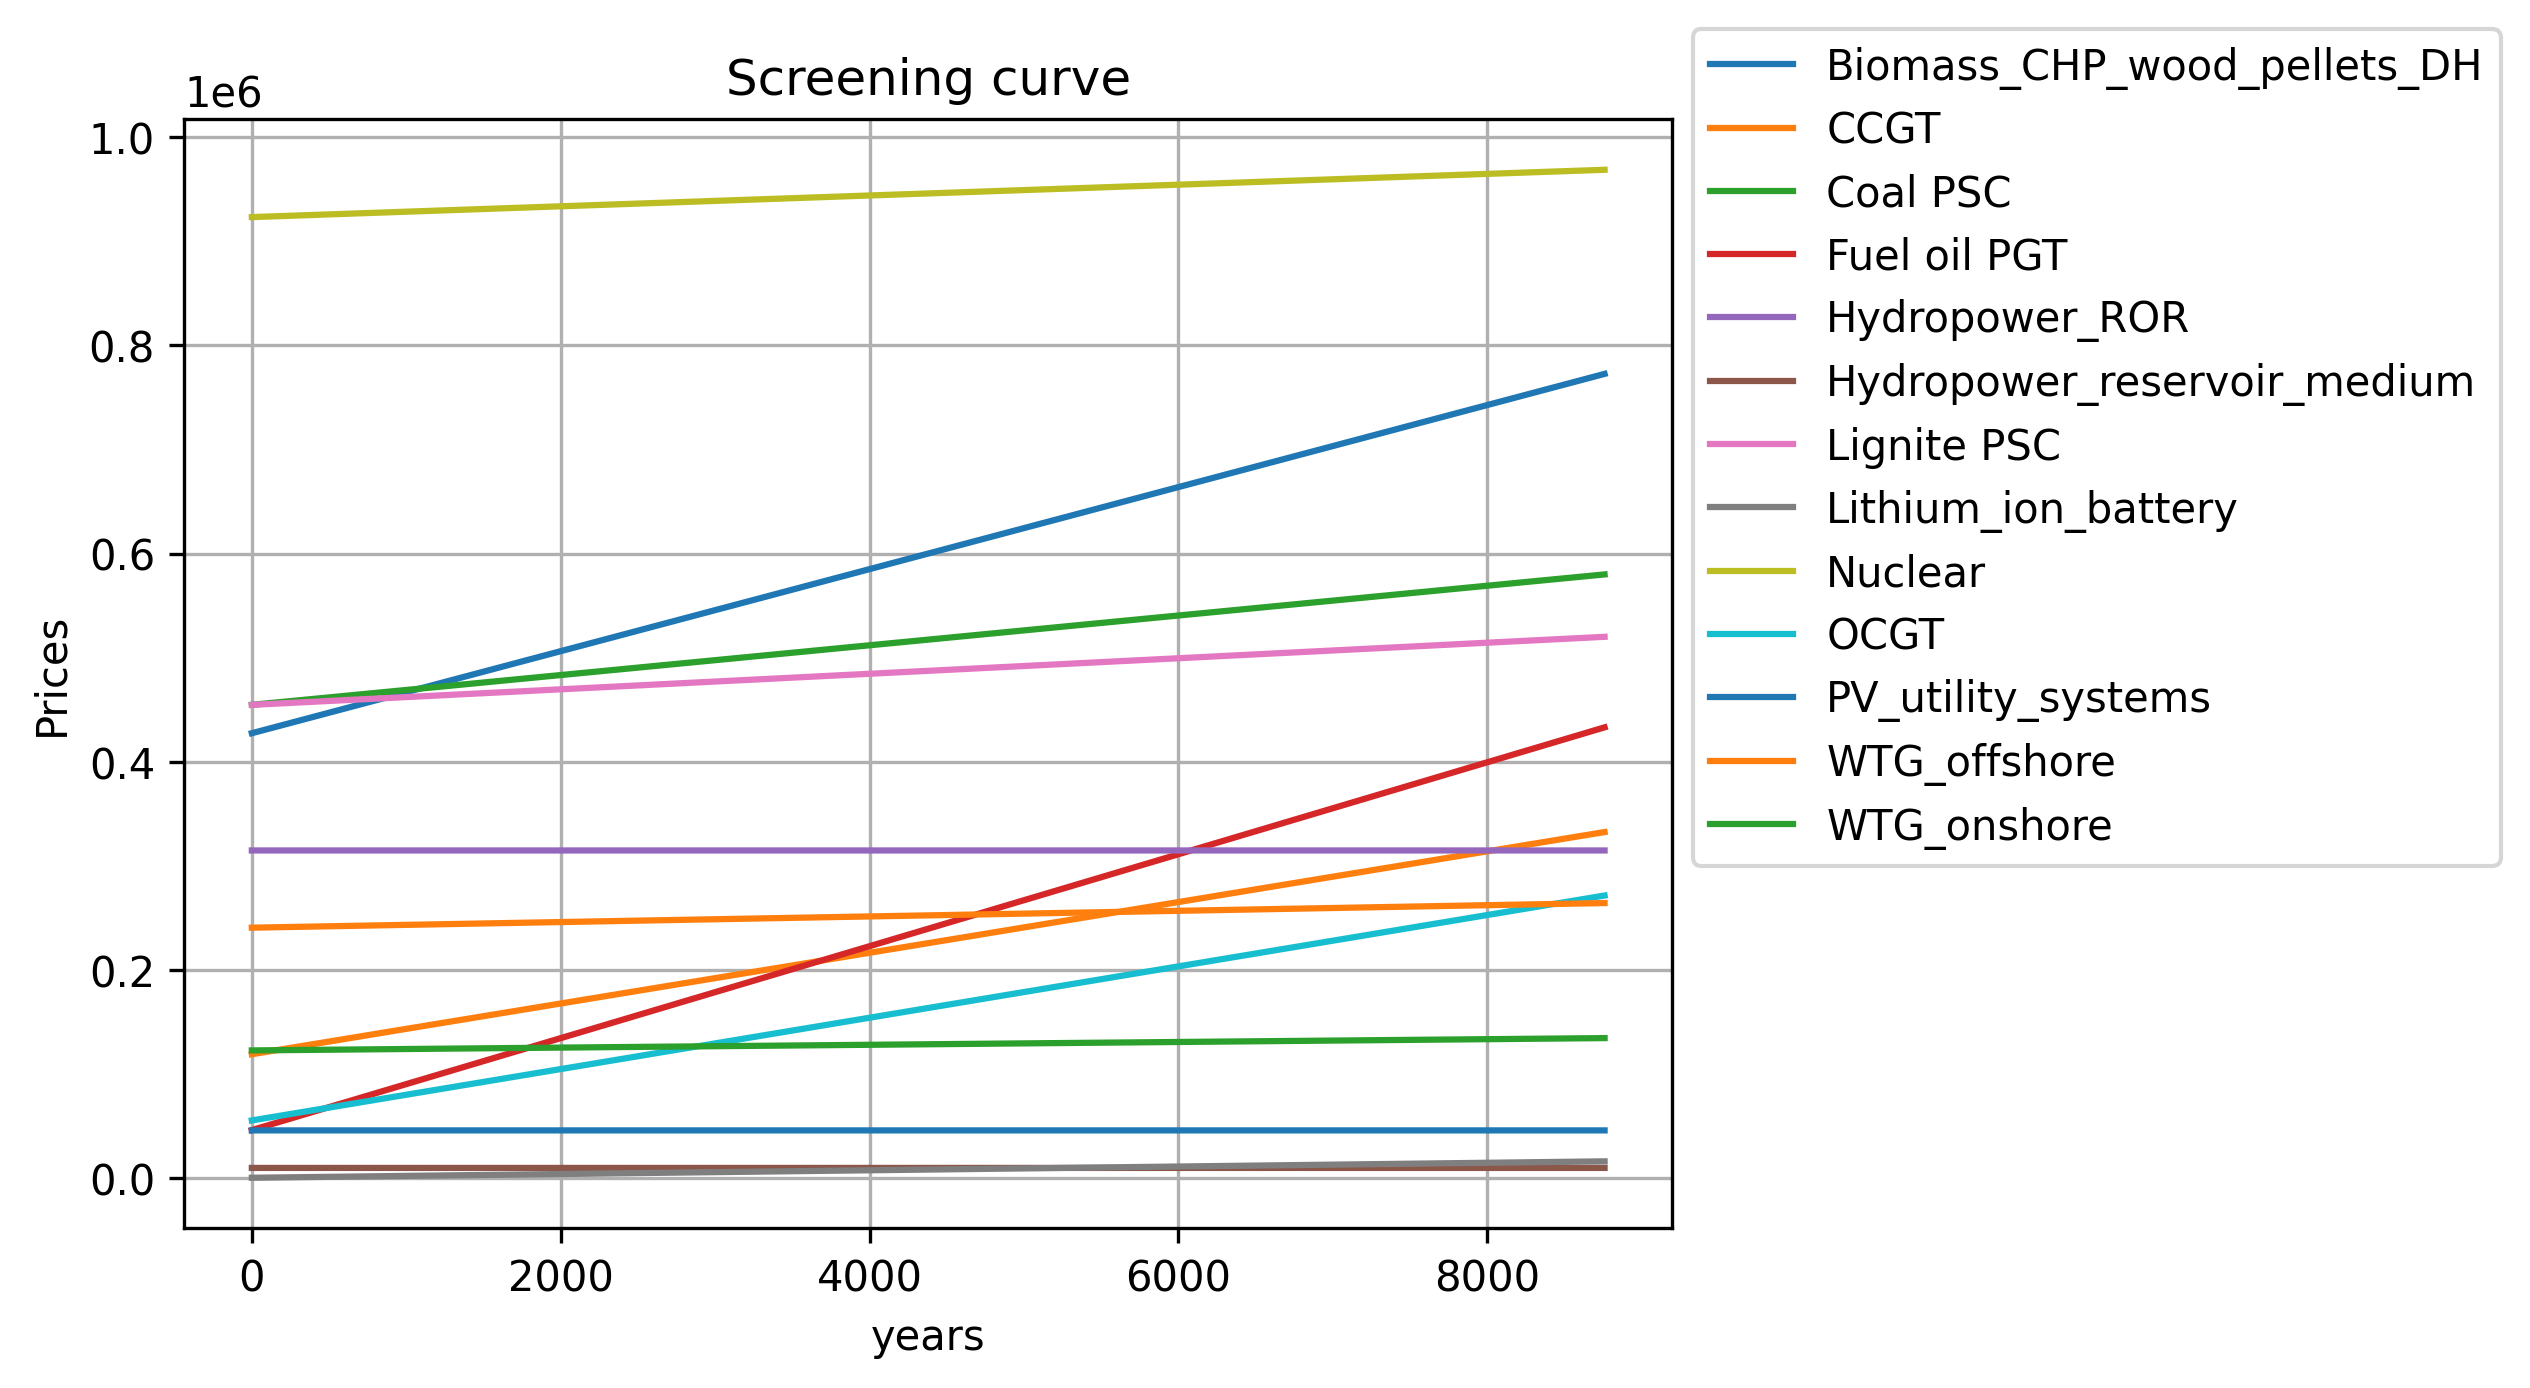 Screening curve
1e6
1.0
0.8
0.6
0.4
0.2
0.0
Prices
0 2000 4000 6000 8000
years
Biomass_CHP_wood_pellets_DH
CCGT
Coal PSC
Fuel oil PGT
Hydropower_ROR
Hydropower_reservoir_medium
Lignite PSC
Lithium_ion_battery
Nuclear
OCGT
PV_utility_systems
WTG_offshore
WTG_onshore